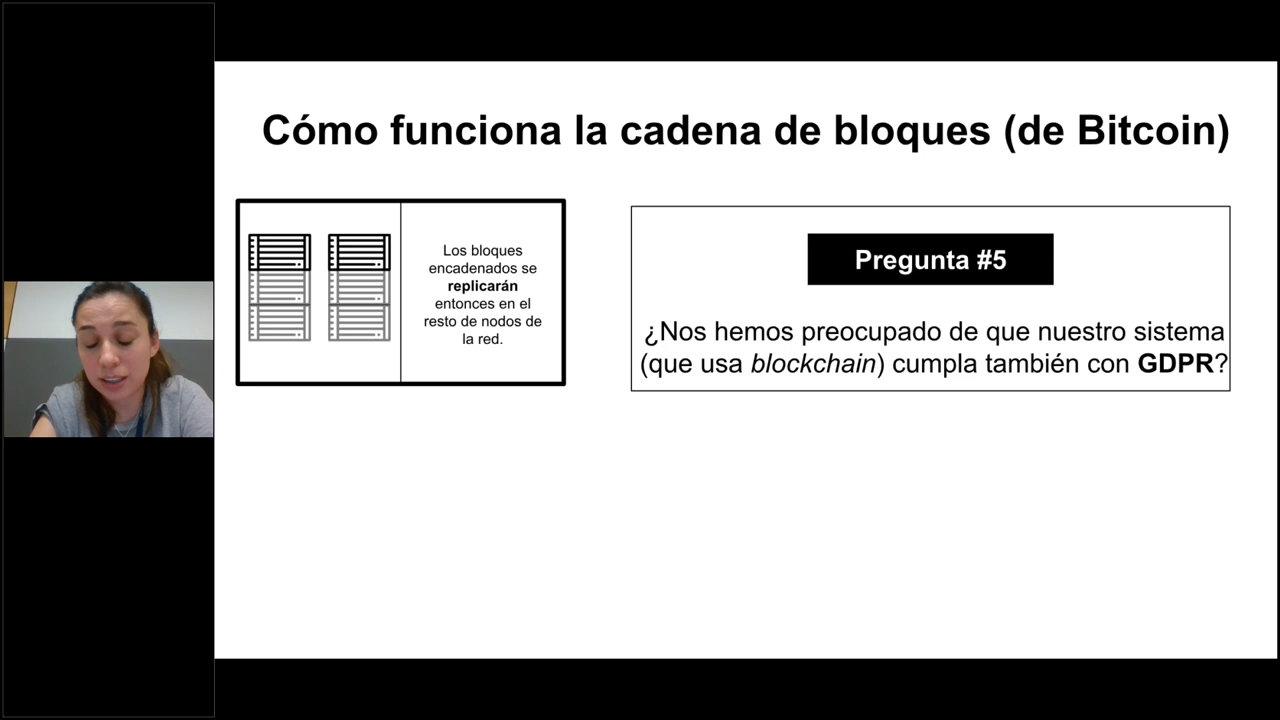 Cómo funciona la cadena de bloques (de Bitcoin)
Los bloques
encadenados se
replicarán
entonces en el
resto de nodos de
la red.
Pregunta #5
¿Nos hemos preocupado de que nuestro sistema
(que usa blockchain) cumpla también con GDPR?